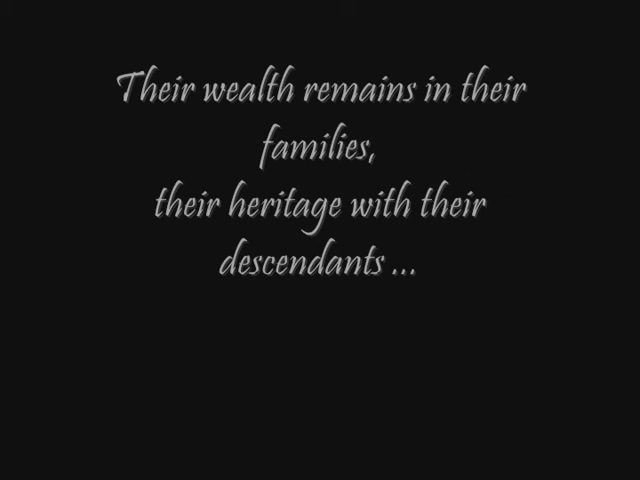 Their wealth remains in their
families,
their heritage with their
descendants ...